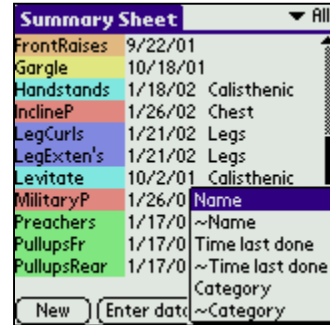 Summary Sheet ▼ All
FrontRaises 9/22/01
Gargle 10/18/01
Handstands 1/18/02 Calisthenic
InclineP 1/26/02 Chest
LegCurls 1/21/02 Legs
LegExten's 1/21/02 Legs
Levitate 10/2/01 Calisthenic
MilitaryP 1/26/0 Name
Preachers 1/17/0 ~Name
PullupsFr 1/17/0 Time last done
PullupsRear 1/17/0 ~Time last done
Category
New Enter data ~Category